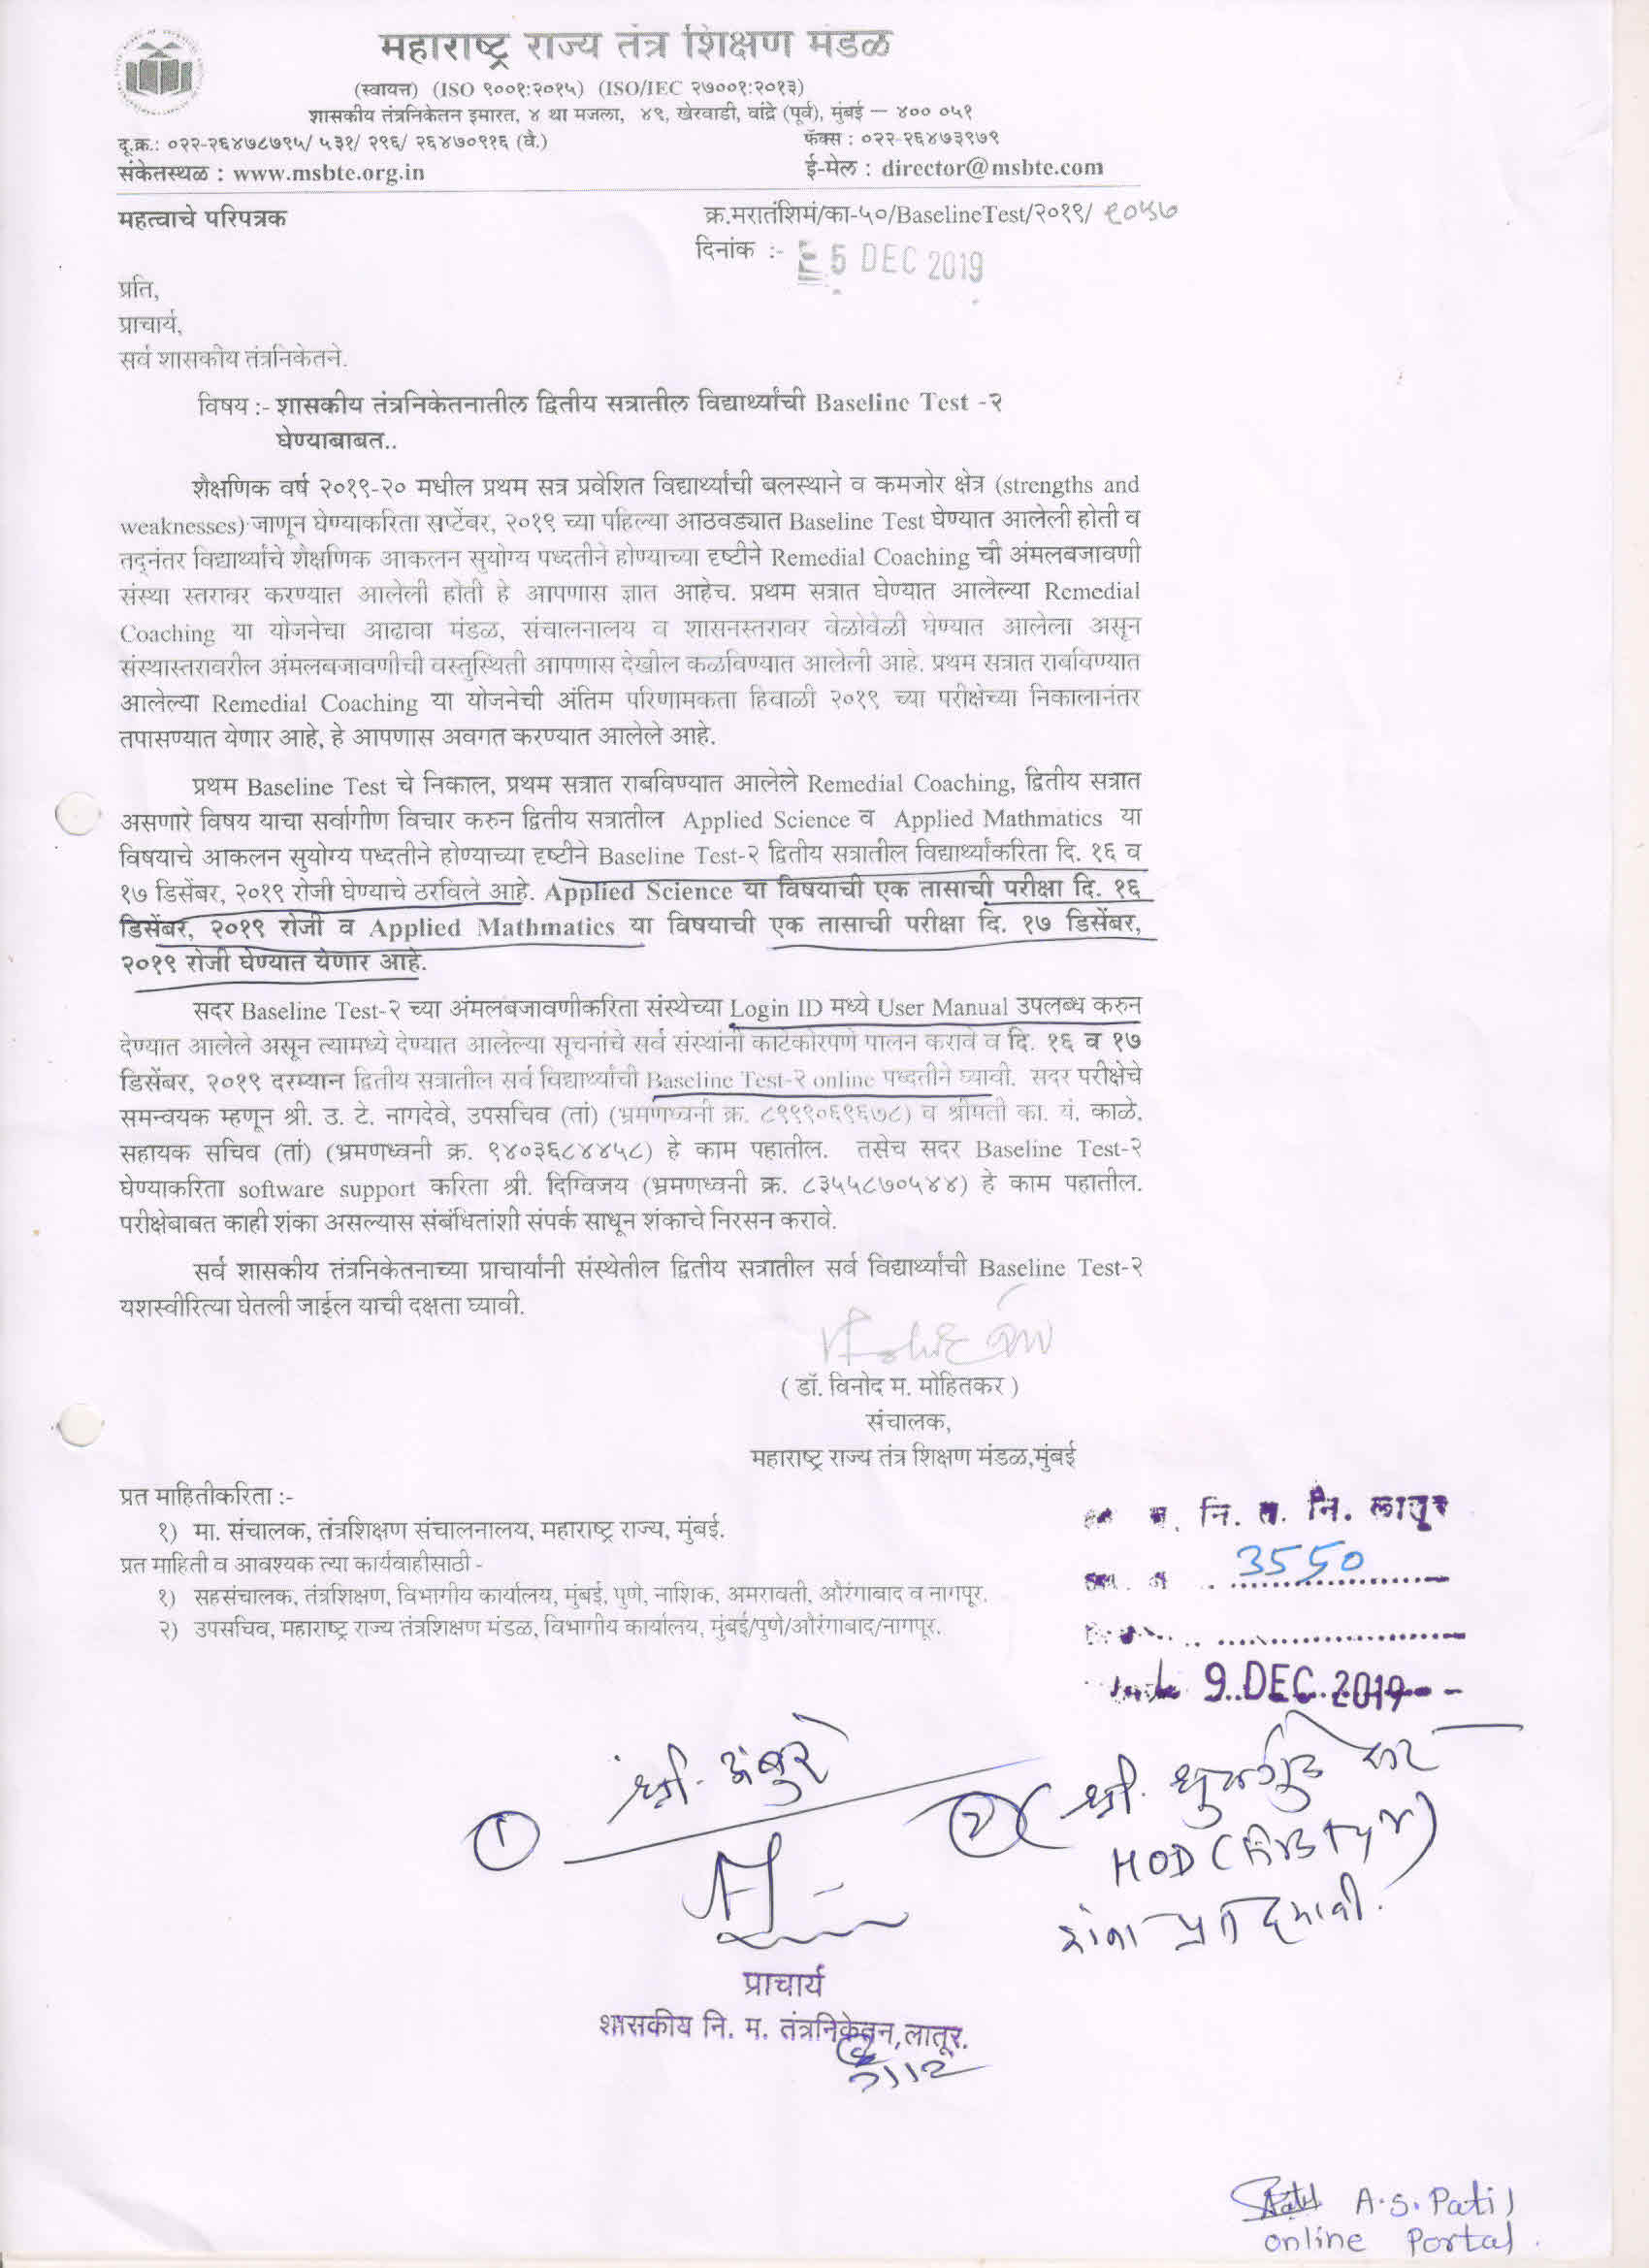 महाराष्ट्र राज्य तंत्र शिक्षण मंडळ
(स्वायत्त) (ISO ९००१:२०१५) (ISO/IEC २७००१:२०१३)
शासकीय तंत्रनिकेतन इमारत, ४ था मजला, ४९, खेरवाडी, वांद्रे (पूर्व), मुंबई – ४०० ०५१
दू.क्र.: ०२२-२६४७८७९५/ ५३१/ २९६/ २६४७०९१६ (वै.) फॅक्स : ०२२-२६४७३९७९
संकेतस्थळ : www.msbte.org.in ई-मेल : director@msbte.com
महत्वाचे परिपत्रक क्र.मरातंशिमं/का-५०/BaselineTest/२०१९/ १०५७
दिनांक :- 5 DEC 2019
प्रति,
प्राचार्य,
सर्व शासकीय तंत्रनिकेतने.
विषय :- शासकीय तंत्रनिकेतनातील द्वितीय सत्रातील विद्यार्थ्यांची Baseline Test -२
घेण्याबाबत..
शैक्षणिक वर्ष २०१९-२० मधील प्रथम सत्र प्रवेशित विद्यार्थ्यांची बलस्थाने व कमजोर क्षेत्र (strengths and
weaknesses) जाणून घेण्याकरिता सप्टेंबर, २०१९ च्या पहिल्या आठवड्यात Baseline Test घेण्यात आलेली होती व
तद्नंतर विद्यार्थ्यांचे शैक्षणिक आकलन सुयोग्य पध्दतीने होण्याच्या दृष्टीने Remedial Coaching ची अंमलबजावणी
संस्था स्तरावर करण्यात आलेली होती हे आपणास ज्ञात आहेच. प्रथम सत्रात घेण्यात आलेल्या Remedial
Coaching या योजनेचा आढावा मंडळ, संचालनालय व शासनस्तरावर वेळोवेळी घेण्यात आलेला असून
संस्थास्तरावरील अंमलबजावणीची वस्तुस्थिती आपणास देखील कळविण्यात आलेली आहे. प्रथम सत्रात राबविण्यात
आलेल्या Remedial Coaching या योजनेची अंतिम परिणामकता हिवाळी २०१९ च्या परीक्षेच्या निकालानंतर
तपासण्यात येणार आहे, हे आपणास अवगत करण्यात आलेले आहे.
प्रथम Baseline Test चे निकाल, प्रथम सत्रात राबविण्यात आलेले Remedial Coaching, द्वितीय सत्रात
असणारे विषय याचा सर्वागीण विचार करुन द्वितीय सत्रातील Applied Science व Applied Mathmatics या
विषयाचे आकलन सुयोग्य पध्दतीने होण्याच्या दृष्टीने Baseline Test-२ द्वितीय सत्रातील विद्यार्थ्यांकरिता दि. १६ व
१७ डिसेंबर, २०१९ रोजी घेण्याचे ठरविले आहे. Applied Science या विषयाची एक तासाची परीक्षा दि. १६
डिसेंबर, २०१९ रोजी व Applied Mathmatics या विषयाची एक तासाची परीक्षा दि. १७ डिसेंबर,
२०१९ रोजी घेण्यात येणार आहे.
सदर Baseline Test-२ च्या अंमलबजावणीकरिता संस्थेच्या Login ID मध्ये User Manual उपलब्ध करुन
देण्यात आलेले असून त्यामध्ये देण्यात आलेल्या सूचनांचे सर्व संस्थांनी काटेकोरपणे पालन करावे व दि. १६ व १७
डिसेंबर, २०१९ दरम्यान द्वितीय सत्रातील सर्व विद्यार्थ्यांची Baseline Test-२ online पध्दतीने घ्यावी. सदर परीक्षेचे
समन्वयक म्हणून श्री. उ. टे. नागदेवे, उपसचिव (तां) (भ्रमणध्वनी क्र. ८९९९०६९६७८) व श्रीमती का. यं. काळे,
सहायक सचिव (तां) (भ्रमणध्वनी क्र. ९४०३६८४४५८) हे काम पहातील. तसेच सदर Baseline Test-२
घेण्याकरिता software support करिता श्री. दिग्विजय (भ्रमणध्वनी क्र. ८३५५८७०५४४) हे काम पहातील.
परीक्षेबाबत काही शंका असल्यास संबंधितांशी संपर्क साधून शंकाचे निरसन करावे.
सर्व शासकीय तंत्रनिकेतनाच्या प्राचार्यांनी संस्थेतील द्वितीय सत्रातील सर्व विद्यार्थ्यांची Baseline Test-२
यशस्वीरित्या घेतली जाईल याची दक्षता घ्यावी.
( डॉ. विनोद म. मोहितकर )
संचालक,
महाराष्ट्र राज्य तंत्र शिक्षण मंडळ,मुंबई
प्रत माहितीकरिता :-
१) मा. संचालक, तंत्रशिक्षण संचालनालय, महाराष्ट्र राज्य, मुंबई.
प्रत माहिती व आवश्यक त्या कार्यवाहीसाठी -
१) सहसंचालक, तंत्रशिक्षण, विभागीय कार्यालय, मुंबई, पुणे, नाशिक, अमरावती, औरंगाबाद व नागपूर.
२) उपसचिव, महाराष्ट्र राज्य तंत्रशिक्षण मंडळ, विभागीय कार्यालय, मुंबई/पुणे/औरंगाबाद/नागपूर.
नि. लातूर
3550
9 DEC 2019
① श्री. अंबुरे
② श्री. सर
HOD
यांना प्रत द्यावी.
प्राचार्य
शासकीय नि. म. तंत्रनिकेतन,लातूर.
A.S. Patil
online Portal